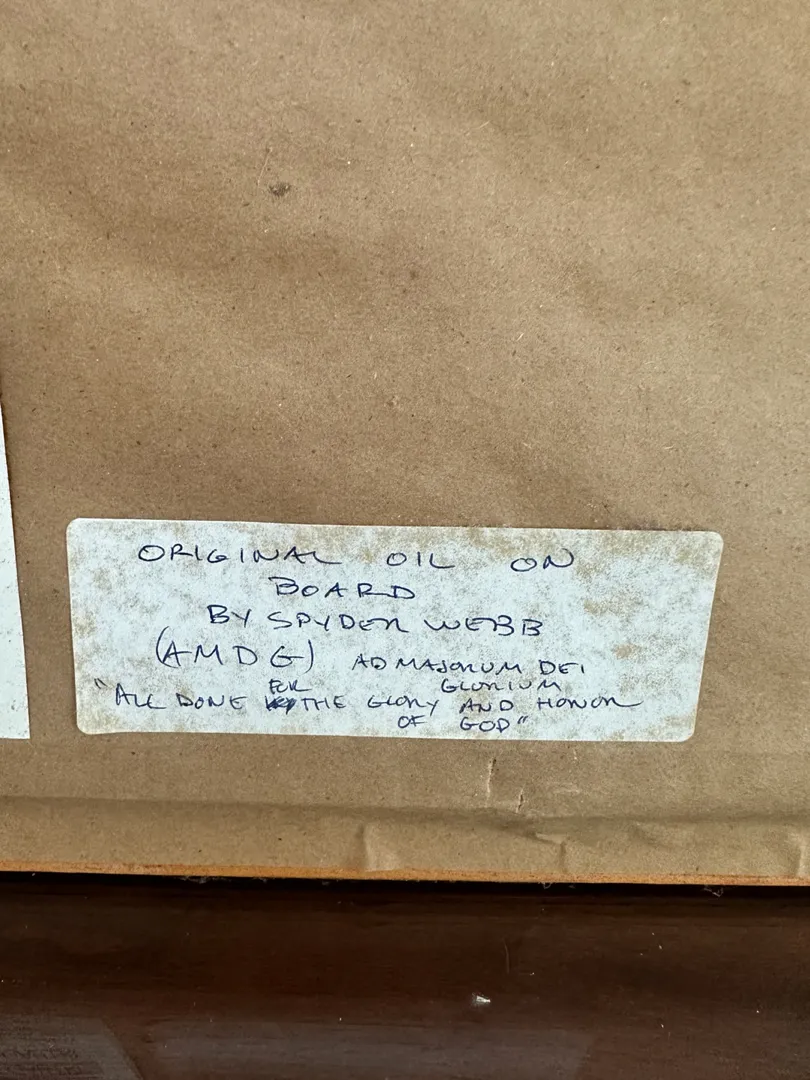 ORIGINAL OIL ON
BOARD
BY SPYDER WEBB
(AMDG) AD MAJORUM DEI
GLORIUM
"ALL DONE FOR THE GLORY AND HONOR
OF GOD"